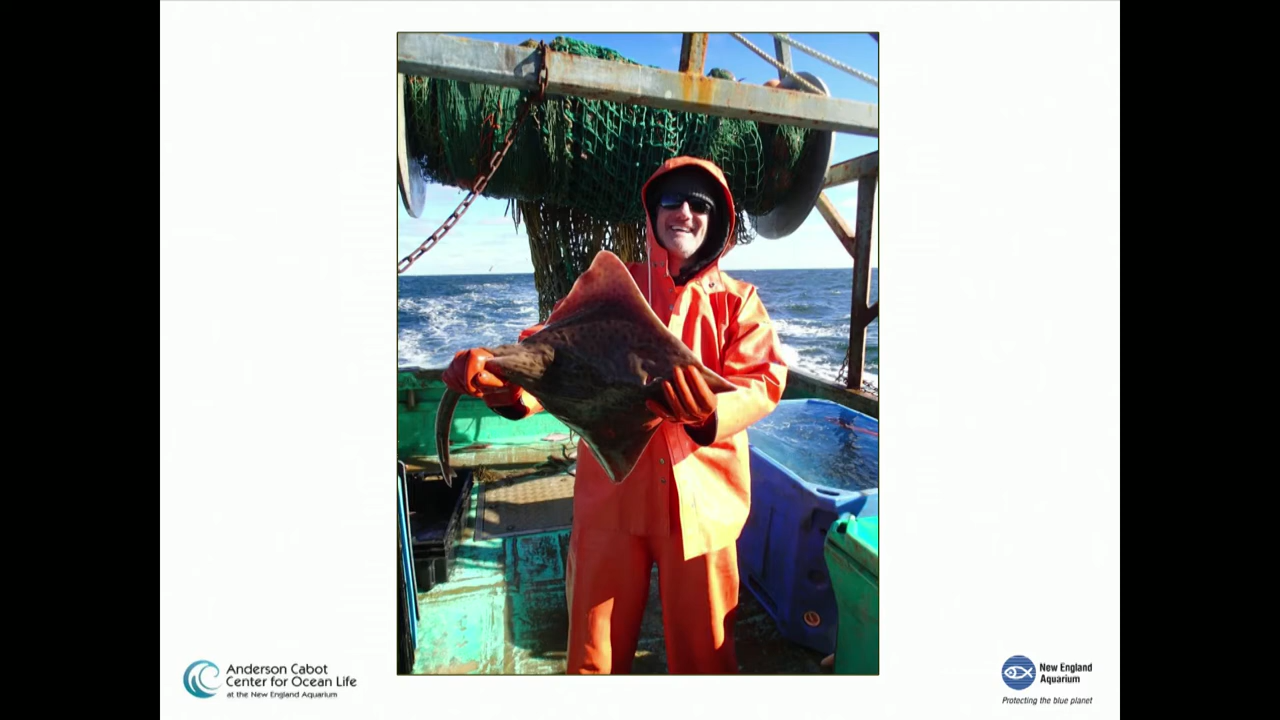 Anderson Cabot
Center for Ocean Life
at the New England Aquarium
New England
Aquarium
Protecting the blue planet